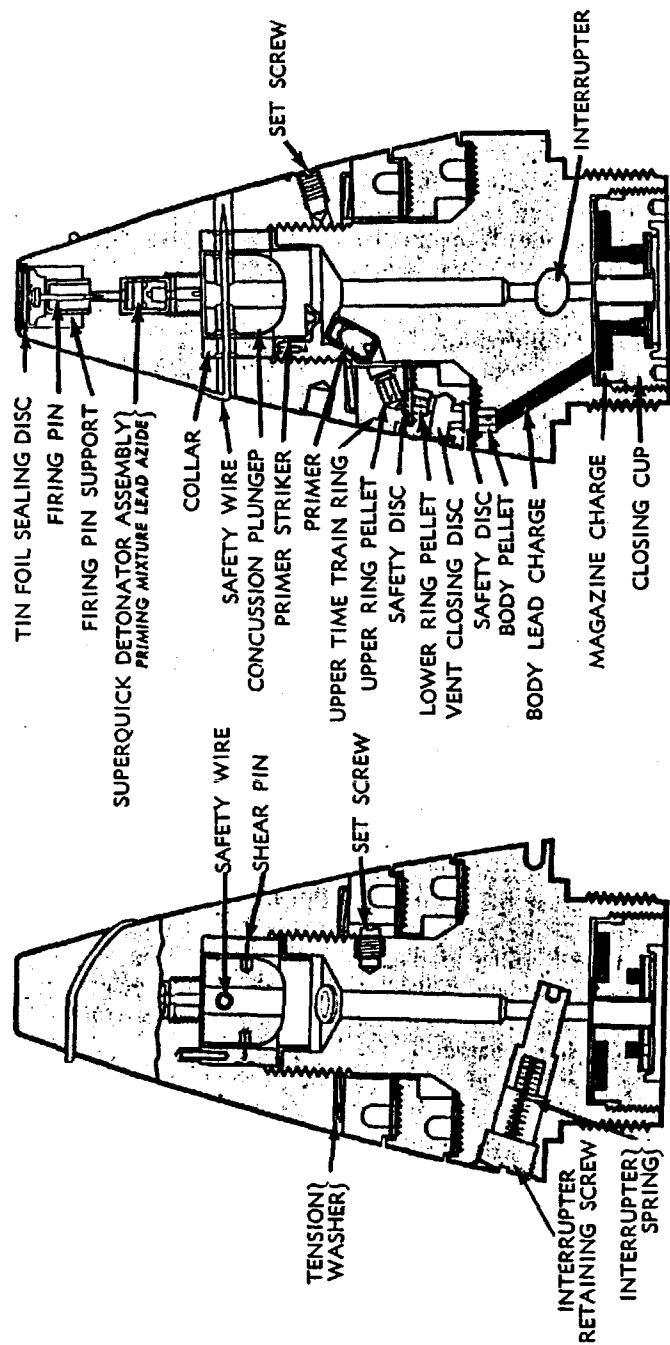 SAFETY WIRE
SHEAR PIN
SET SCREW
TENSION
WASHER
INTERRUPTER
RETAINING SCREW
INTERRUPTER
SPRING
TIN FOIL SEALING DISC
FIRING PIN
FIRING PIN SUPPORT
SUPERQUICK DETONATOR ASSEMBLY
PRIMING MIXTURE LEAD AZIDE
COLLAR
SAFETY WIRE
CONCUSSION PLUNGEP
PRIMER STRIKER
PRIMER
UPPER TIME TRAIN RING
UPPER RING PELLET
SAFETY DISC
LOWER RING PELLET
VENT CLOSING DISC
SAFETY DISC
BODY PELLET
BODY LEAD CHARGE
MAGAZINE CHARGE
CLOSING CUP
SET SCREW
INTERRUPTER